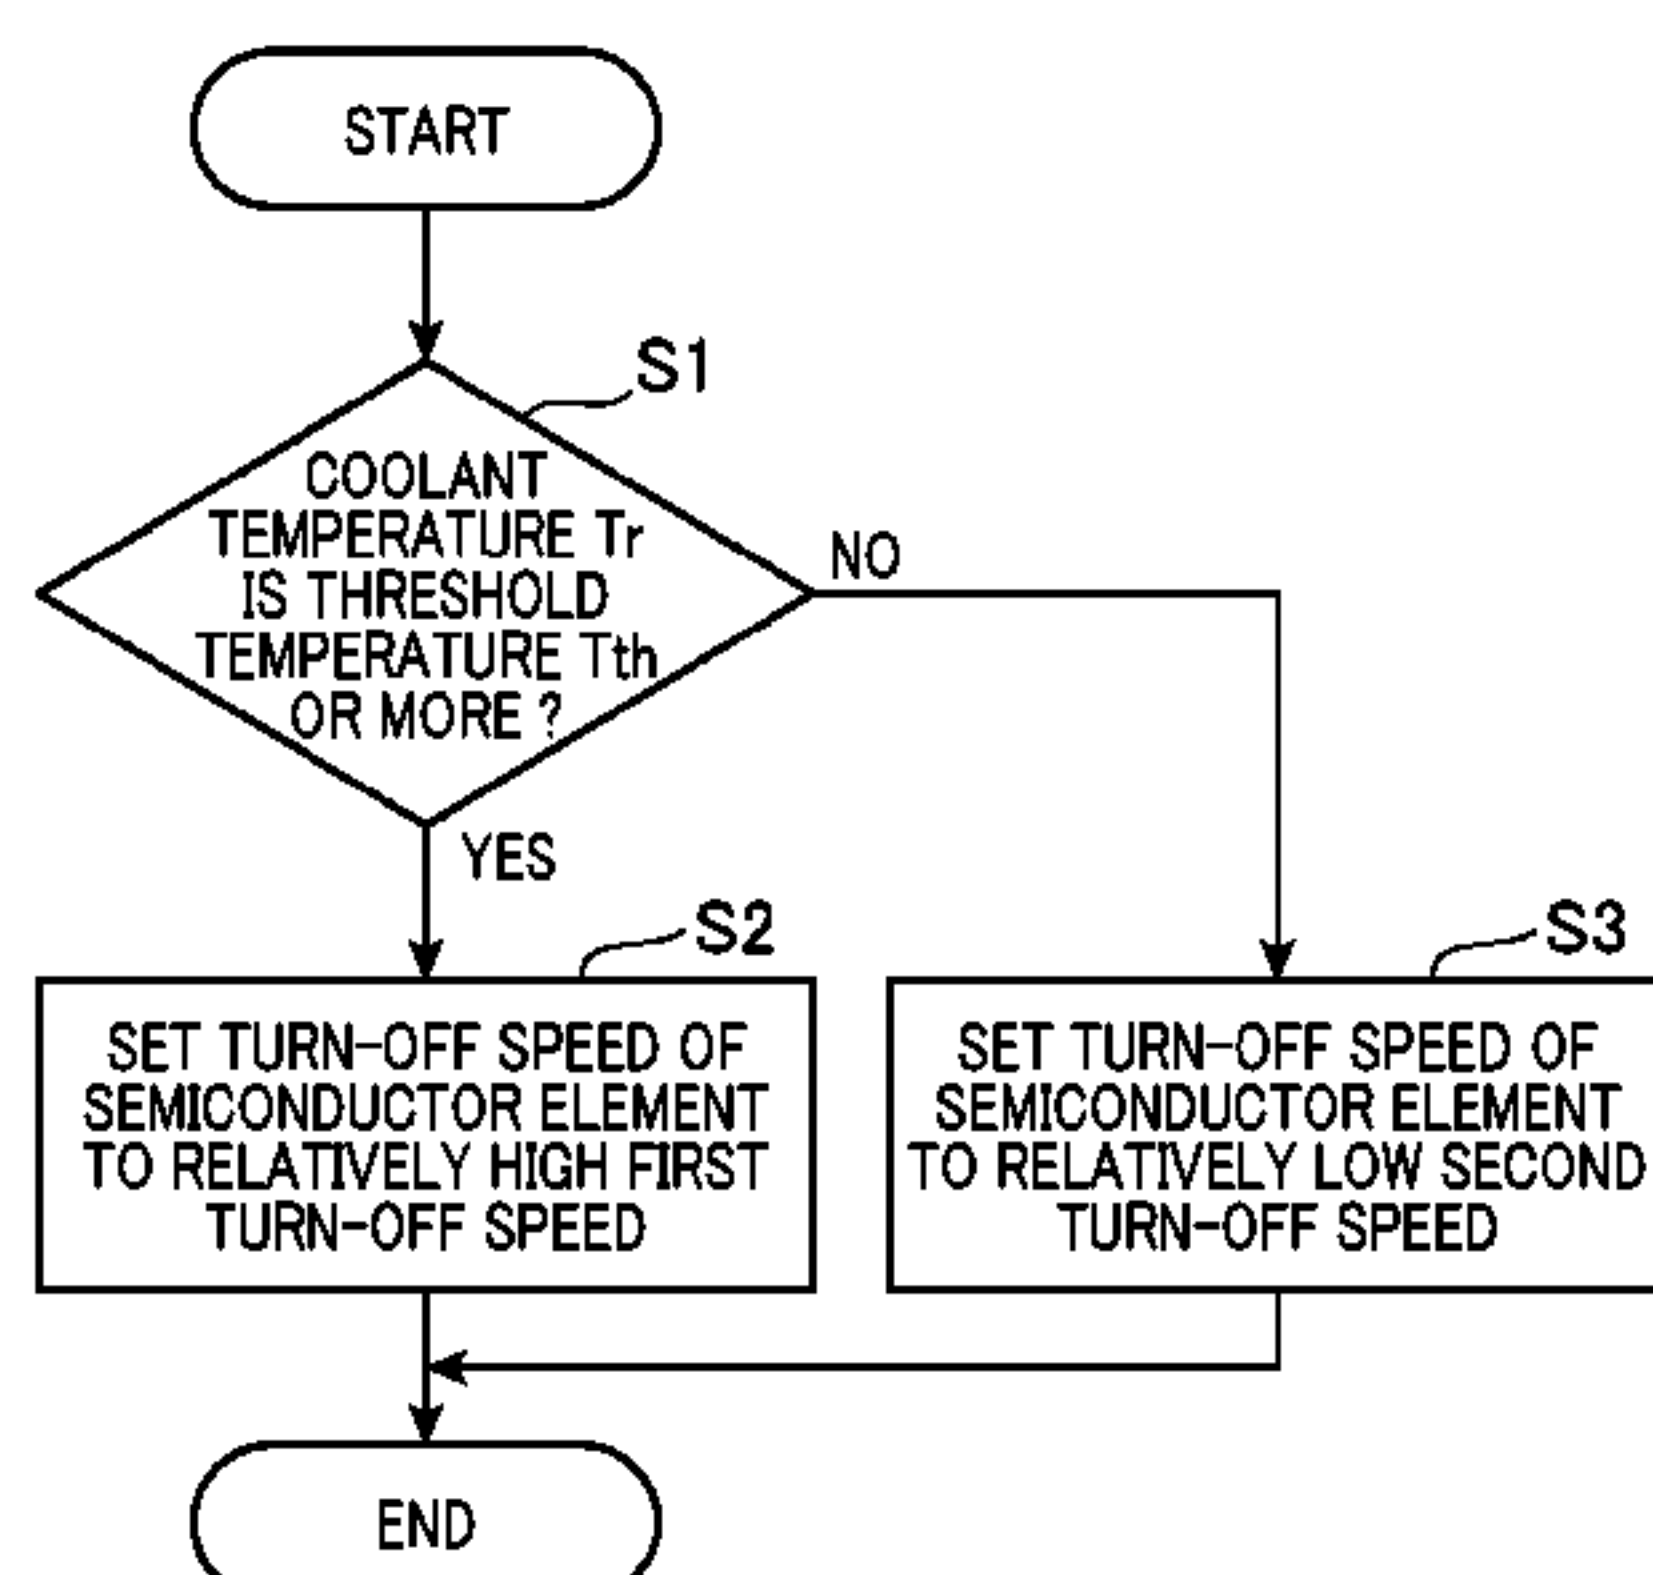 START
S1
COOLANT
TEMPERATURE Tr
IS THRESHOLD
TEMPERATURE Tth
OR MORE ?
NO
YES
S2
SET TURN-OFF SPEED OF
SEMICONDUCTOR ELEMENT
TO RELATIVELY HIGH FIRST
TURN-OFF SPEED
S3
SET TURN-OFF SPEED OF
SEMICONDUCTOR ELEMENT
TO RELATIVELY LOW SECOND
TURN-OFF SPEED
END